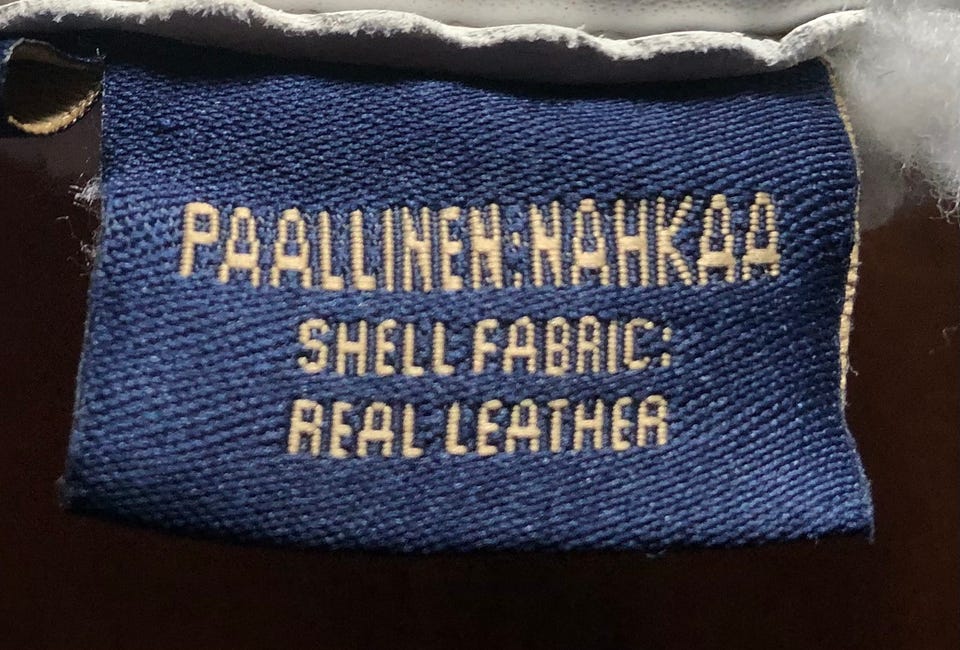 PAALLINEN:NAHKAA
SHELL FABRIC:
REAL LEATHER